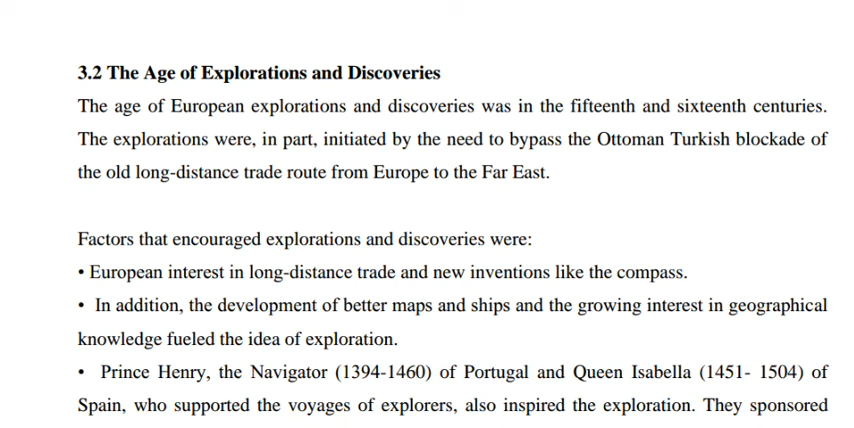 3.2 The Age of Explorations and Discoveries
The age of European explorations and discoveries was in the fifteenth and sixteenth centuries.
The explorations were, in part, initiated by the need to bypass the Ottoman Turkish blockade of
the old long-distance trade route from Europe to the Far East.
Factors that encouraged explorations and discoveries were:
• European interest in long-distance trade and new inventions like the compass.
• In addition, the development of better maps and ships and the growing interest in geographical
knowledge fueled the idea of exploration.
• Prince Henry, the Navigator (1394-1460) of Portugal and Queen Isabella (1451- 1504) of
Spain, who supported the voyages of explorers, also inspired the exploration. They sponsored